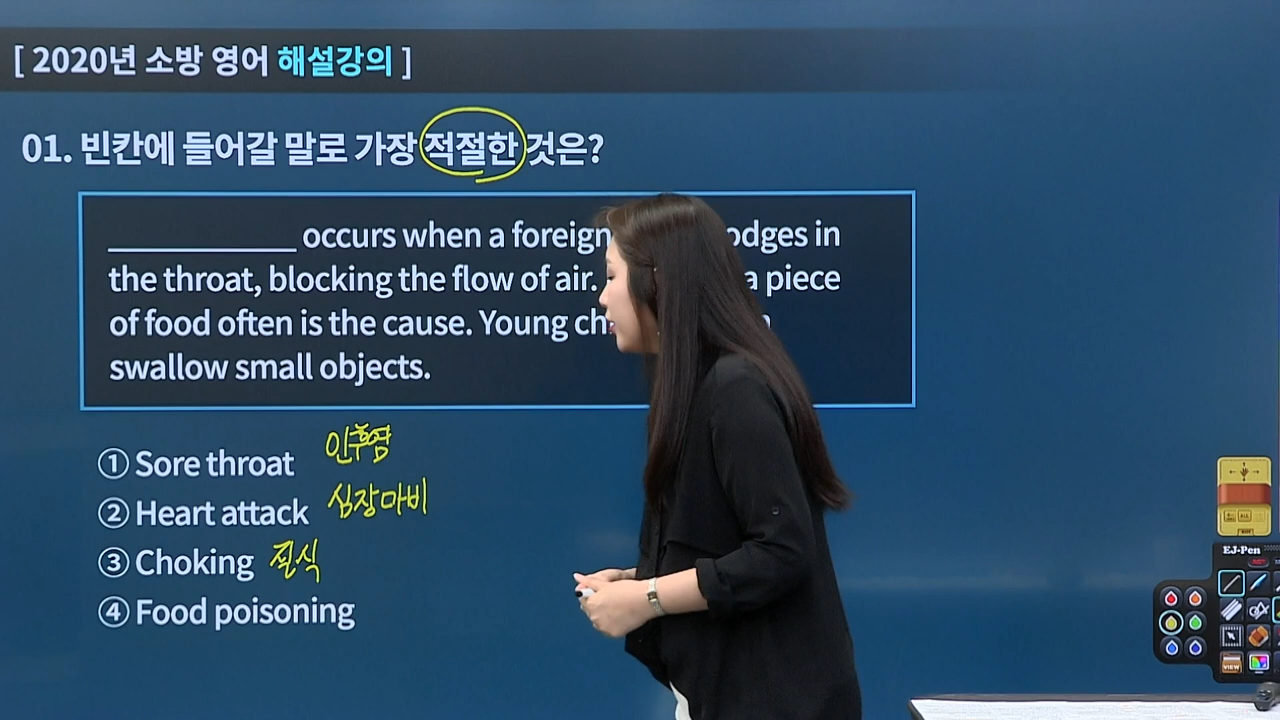 [ 2020년 소방 영어 해설강의 ]
01. 빈칸에 들어갈 말로 가장 적절한 것은?
__________ occurs when a foreign in
the throat, blocking the flow of air. a piece
of food often is the cause. Young
swallow small objects.
① Sore throat 인후염
② Heart attack 심장마비
③ Choking 질식
④ Food poisoning
EJ-Pen
ALL
VIEW